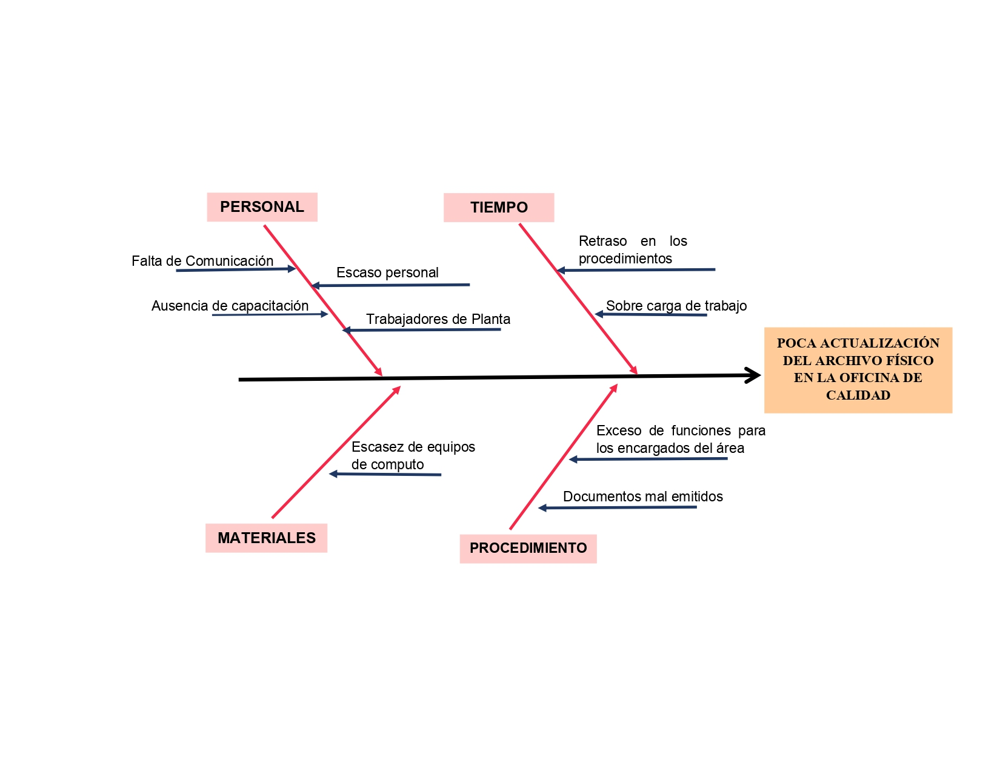 PERSONAL
TIEMPO
Retraso en los
procedimientos
Falta de Comunicación
Escaso personal
Ausencia de capacitación
Sobre carga de trabajo
Trabajadores de Planta
POCA ACTUALIZACIÓN
DEL ARCHIVO FÍSICO
EN LA OFICINA DE
CALIDAD
Escasez de equipos
de computo
Exceso de funciones para
los encargados del área
Documentos mal emitidos
MATERIALES
PROCEDIMIENTO